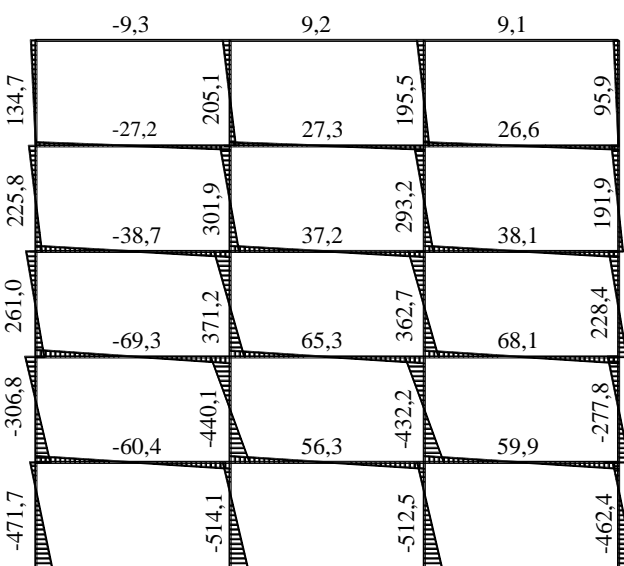 -9,3 9,2 9,1
134,7 205,1 195,5 95,9
-27,2 27,3 26,6
225,8 301,9 293,2 191,9
-38,7 37,2 38,1
261,0 371,2 362,7 228,4
-69,3 65,3 68,1
-306,8 -440,1 -432,2 -277,8
-60,4 56,3 59,9
-471,7 -514,1 -512,5 -462,4